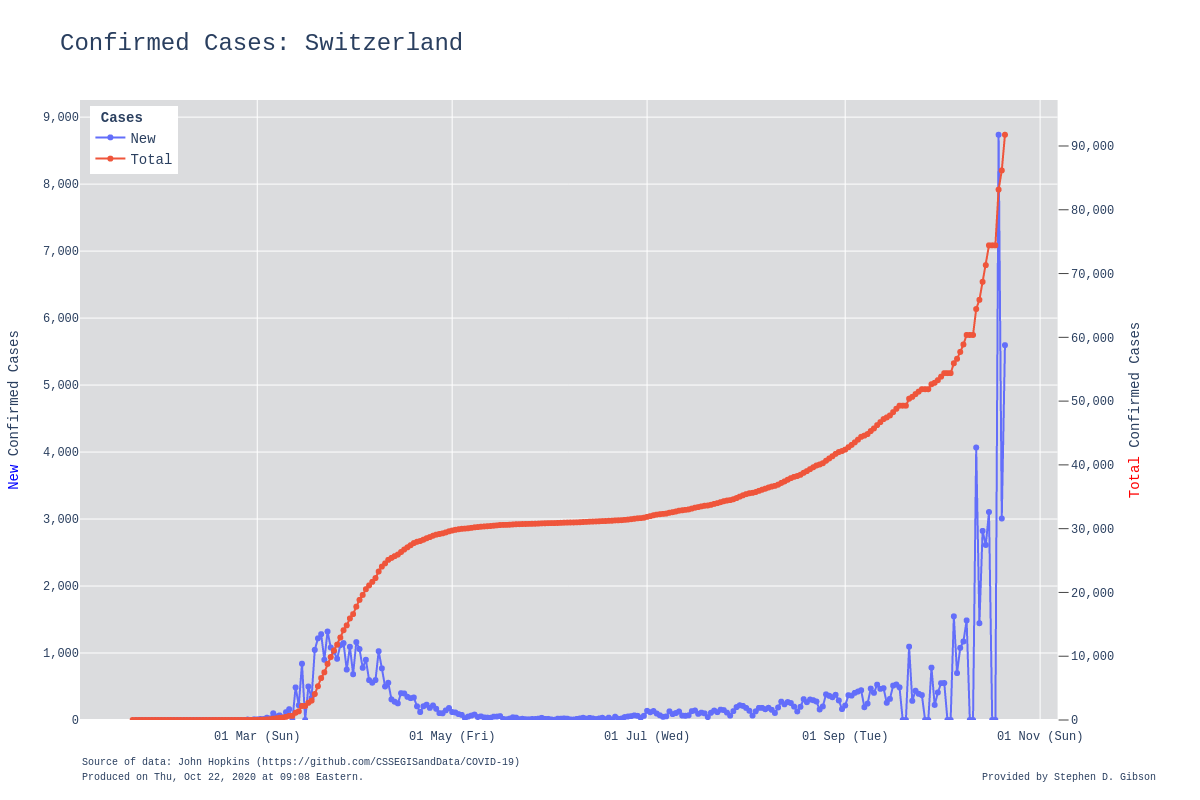 Confirmed Cases: Switzerland
Cases
New
Total
9,000
8,000
7,000
6,000
5,000
4,000
3,000
2,000
1,000
0
New Confirmed Cases
90,000
80,000
70,000
60,000
50,000
40,000
30,000
20,000
10,000
0
Total Confirmed Cases
01 Mar (Sun)
01 May (Fri)
01 Jul (Wed)
01 Sep (Tue)
01 Nov (Sun)
Source of data: John Hopkins (https://github.com/CSSEGISandData/COVID-19)
Produced on Thu, Oct 22, 2020 at 09:08 Eastern.
Provided by Stephen D. Gibson